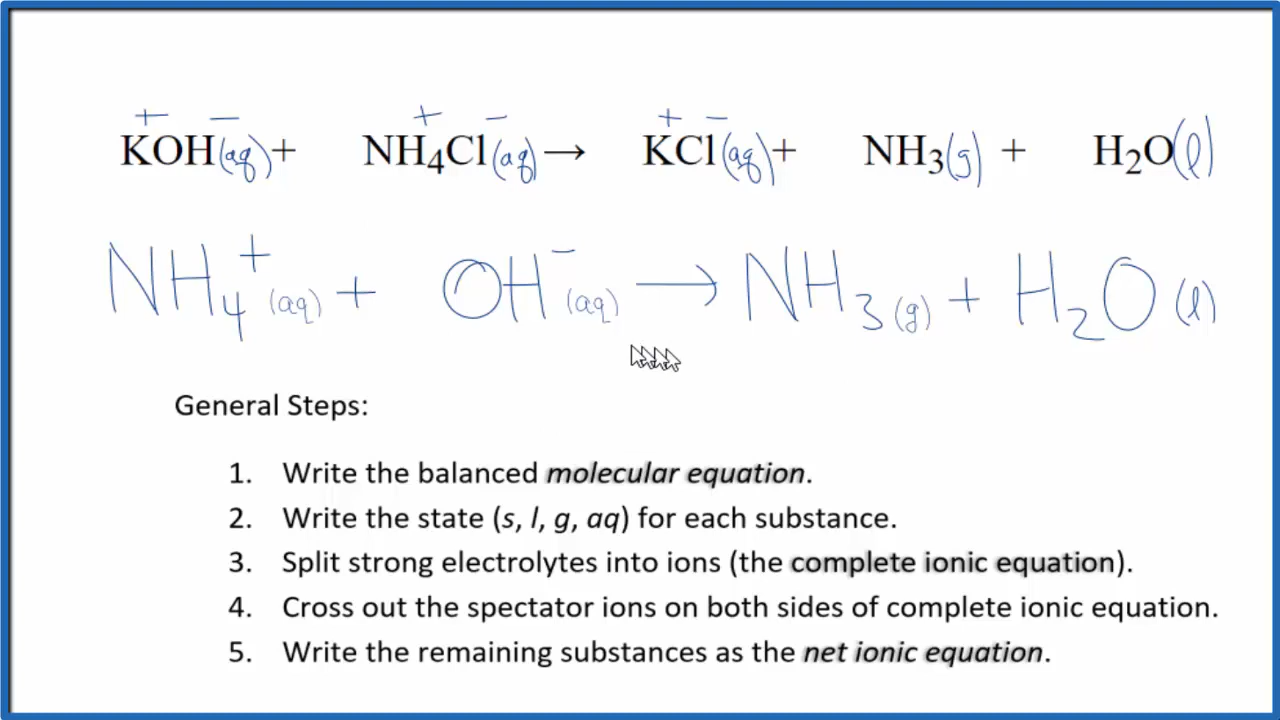 + − + − + −
KOH(aq)+ NH₄Cl(aq)→ KCl(aq)+ NH₃(g) + H₂O(l)
NH₄⁺(aq) + OH⁻(aq) → NH₃(g) + H₂O(l)
General Steps:
1. Write the balanced molecular equation.
2. Write the state (s, l, g, aq) for each substance.
3. Split strong electrolytes into ions (the complete ionic equation).
4. Cross out the spectator ions on both sides of complete ionic equation.
5. Write the remaining substances as the net ionic equation.